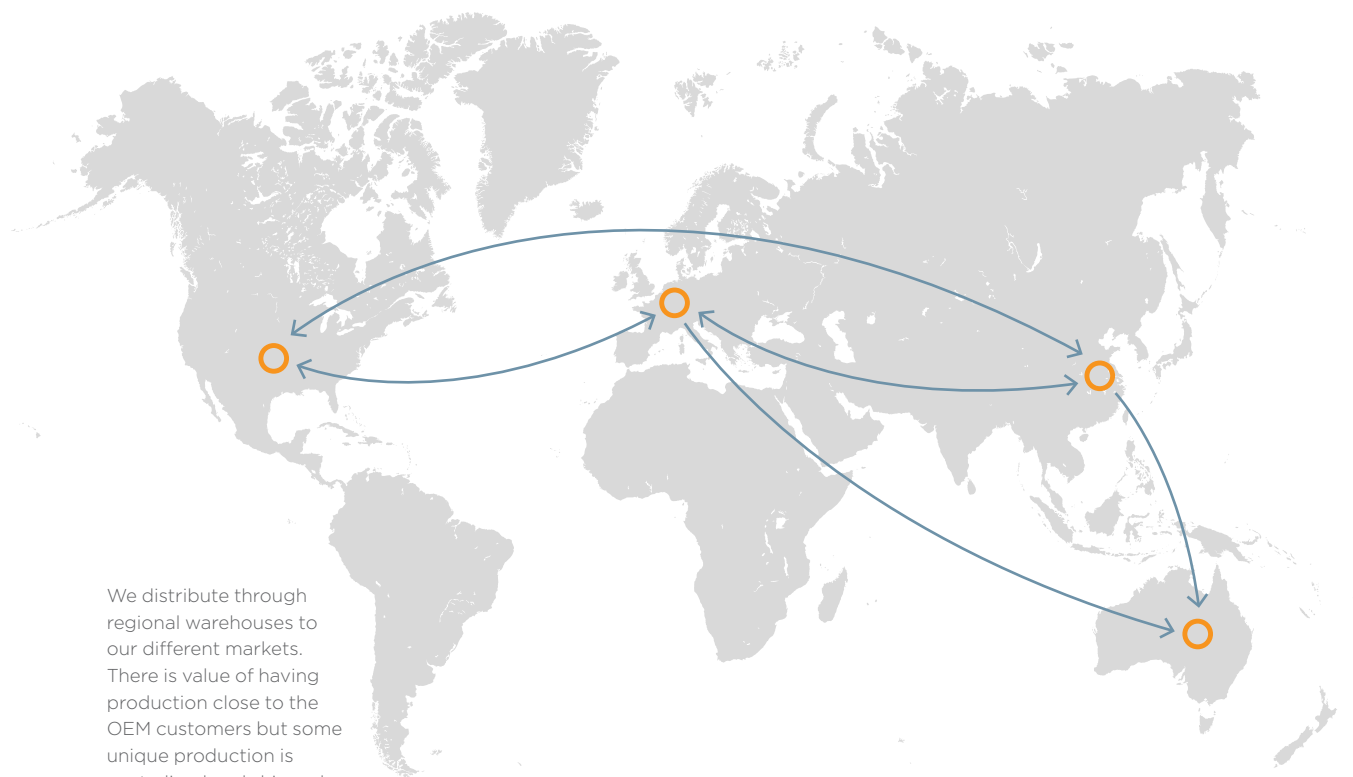 We distribute through
regional warehouses to
our different markets.
There is value of having
production close to the
OEM customers but some
unique production is